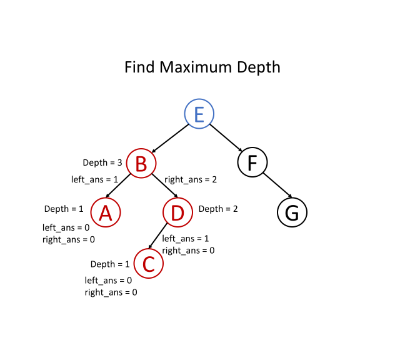 Find Maximum Depth
E
Depth = 3
B
F
left_ans = 1
right_ans = 2
Depth = 1
A
D
Depth = 2
G
left_ans = 0
right_ans = 0
left_ans = 1
right_ans = 0
Depth = 1
C
left_ans = 0
right_ans = 0